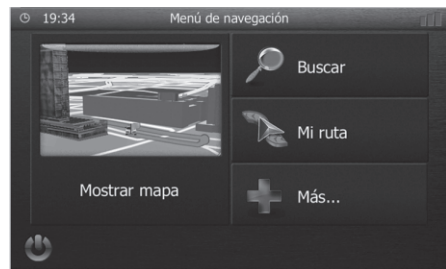 19:34 Menú de navegación
Buscar
Mi ruta
Mostrar mapa
Más...